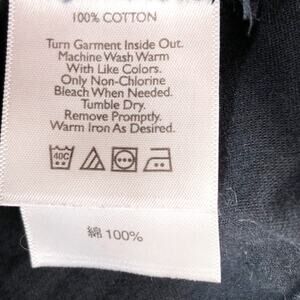 100% COTTON
Turn Garment Inside Out.
Machine Wash Warm
With Like Colors.
Only Non-Chlorine
Bleach When Needed.
Tumble Dry.
Remove Promptly.
Warm Iron As Desired.
40C
綿 100%